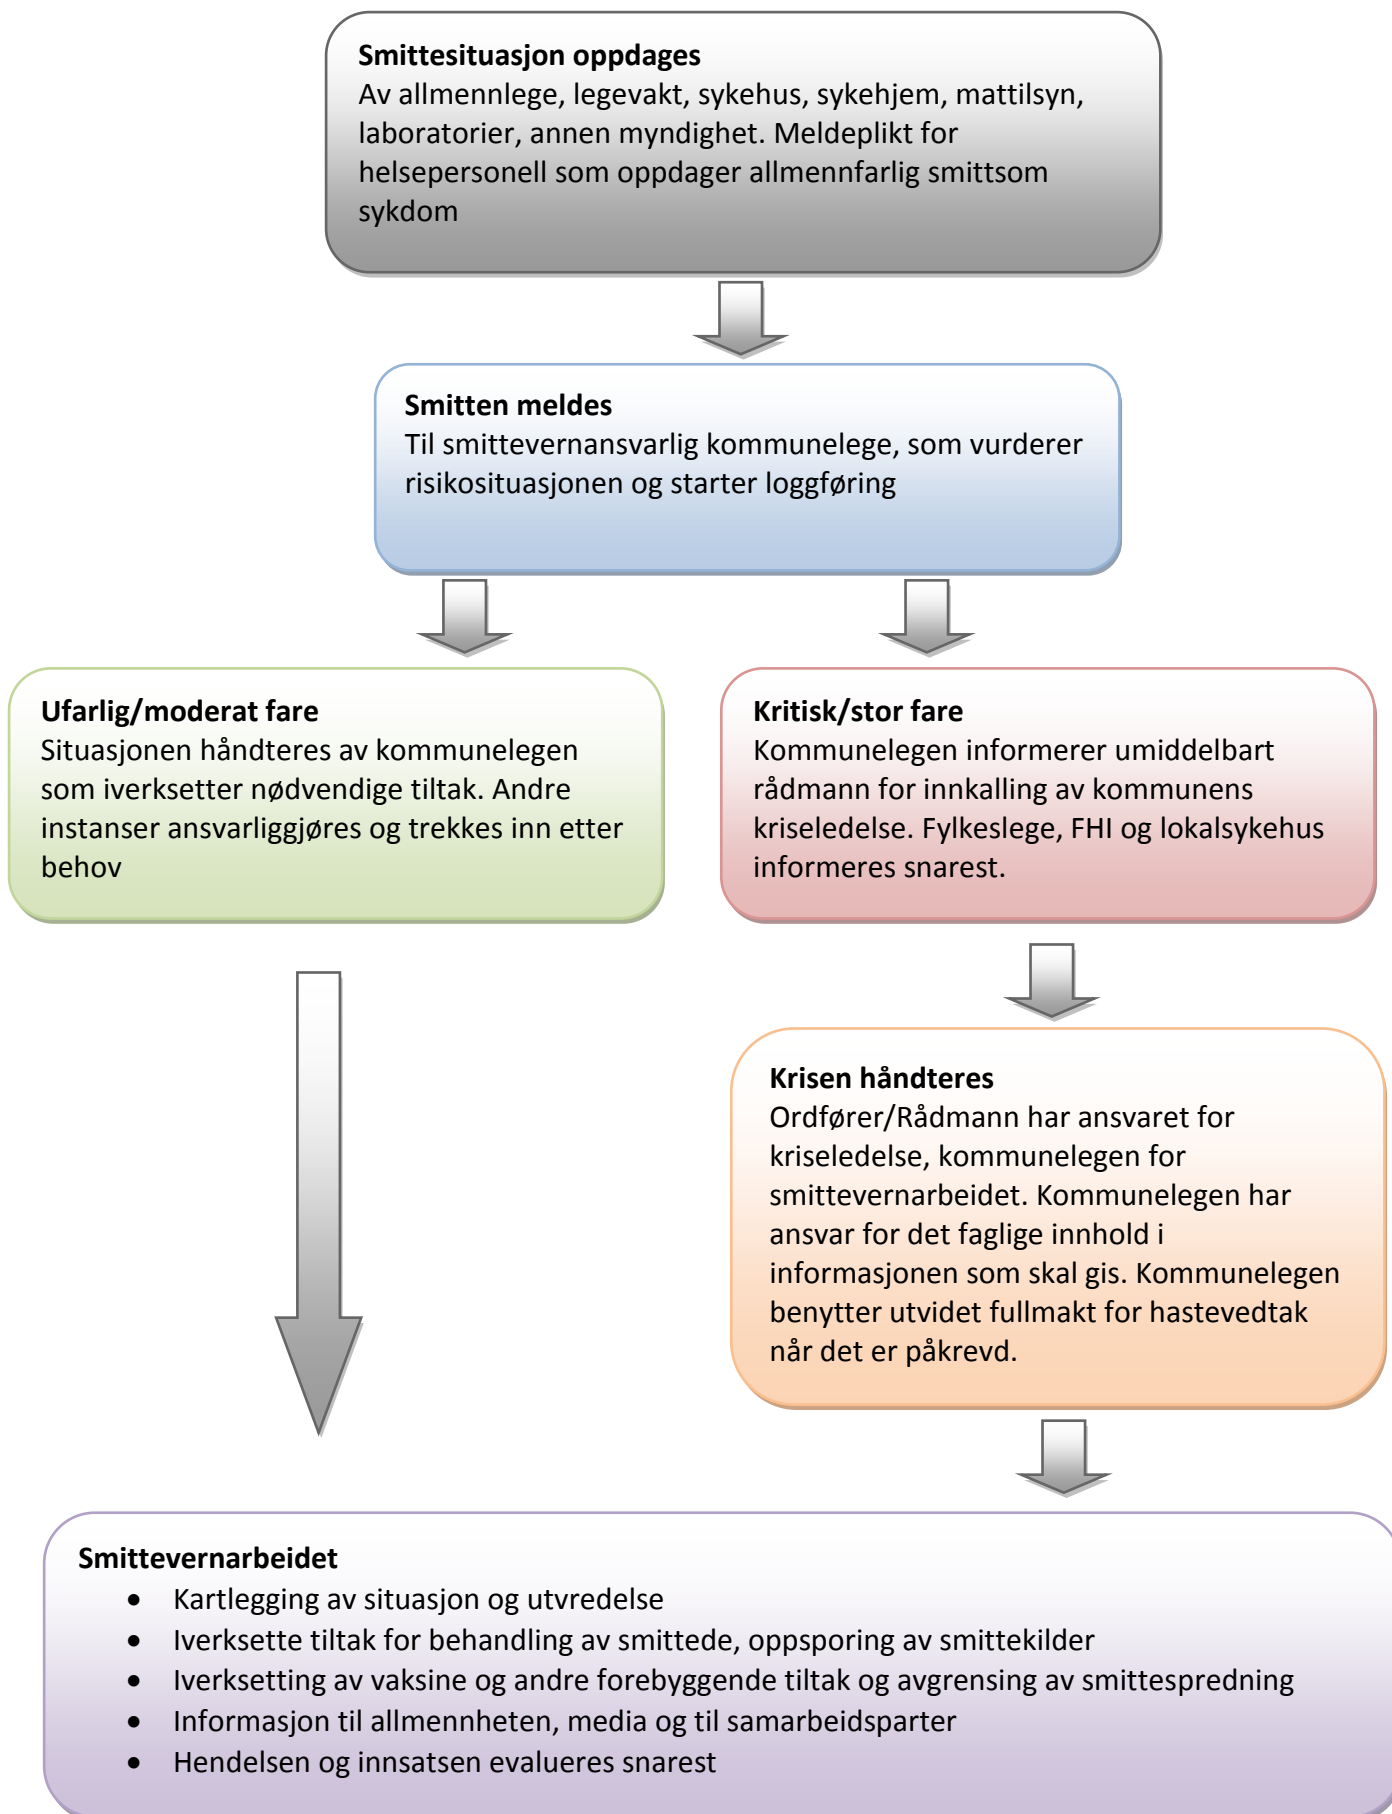 Smittesituasjon oppdages
Av allmennlege, legevakt, sykehus, sykehjem, mattilsyn,
laboratorier, annen myndighet. Meldeplikt for
helsepersonell som oppdager allmennfarlig smittsom
sykdom
Smitten meldes
Til smittevernansvarlig kommunelege, som vurderer
risikosituasjonen og starter loggføring
Ufarlig/moderat fare
Situasjonen håndteres av kommunelegen
som iverksetter nødvendige tiltak. Andre
instanser ansvarliggjøres og trekkes inn etter
behov
Kritisk/stor fare
Kommunelegen informerer umiddelbart
rådmann for innkalling av kommunens
kriseledelse. Fylkeslege, FHI og lokalsykehus
informeres snarest.
Krisen håndteres
Ordfører/Rådmann har ansvaret for
kriseledelse, kommunelegen for
smittevernarbeidet. Kommunelegen har
ansvar for det faglige innhold i
informasjonen som skal gis. Kommunelegen
benytter utvidet fullmakt for hastevedtak
når det er påkrevd.
Smittevernarbeidet
• Kartlegging av situasjon og utvredelse
• Iverksette tiltak for behandling av smittede, oppsporing av smittekilder
• Iverksetting av vaksine og andre forebyggende tiltak og avgrensing av smittespredning
• Informasjon til allmennheten, media og til samarbeidsparter
• Hendelsen og innsatsen evalueres snarest